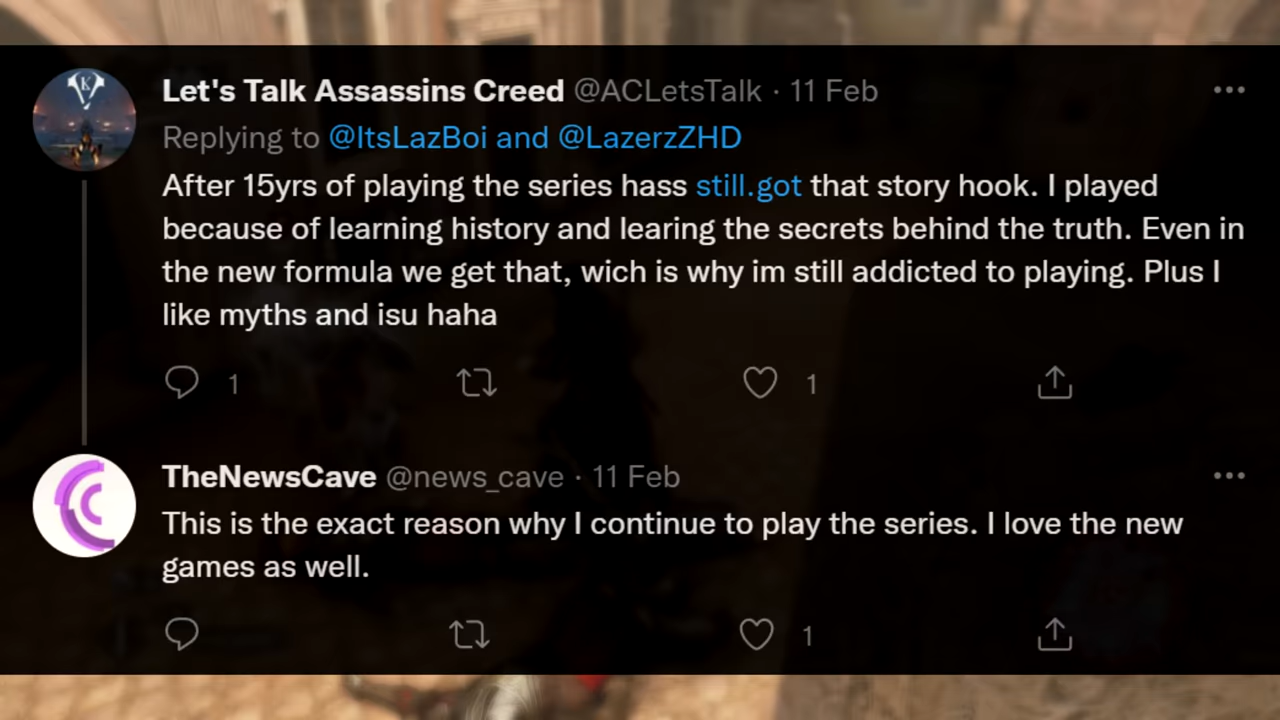 Let's Talk Assassins Creed @ACLetsTalk · 11 Feb
Replying to @ItsLazBoi and @LazerzZHD
After 15yrs of playing the series hass still.got that story hook. I played
because of learning history and learing the secrets behind the truth. Even in
the new formula we get that, wich is why im still addicted to playing. Plus I
like myths and isu haha
1 1
TheNewsCave @news_cave · 11 Feb
This is the exact reason why I continue to play the series. I love the new
games as well.
1